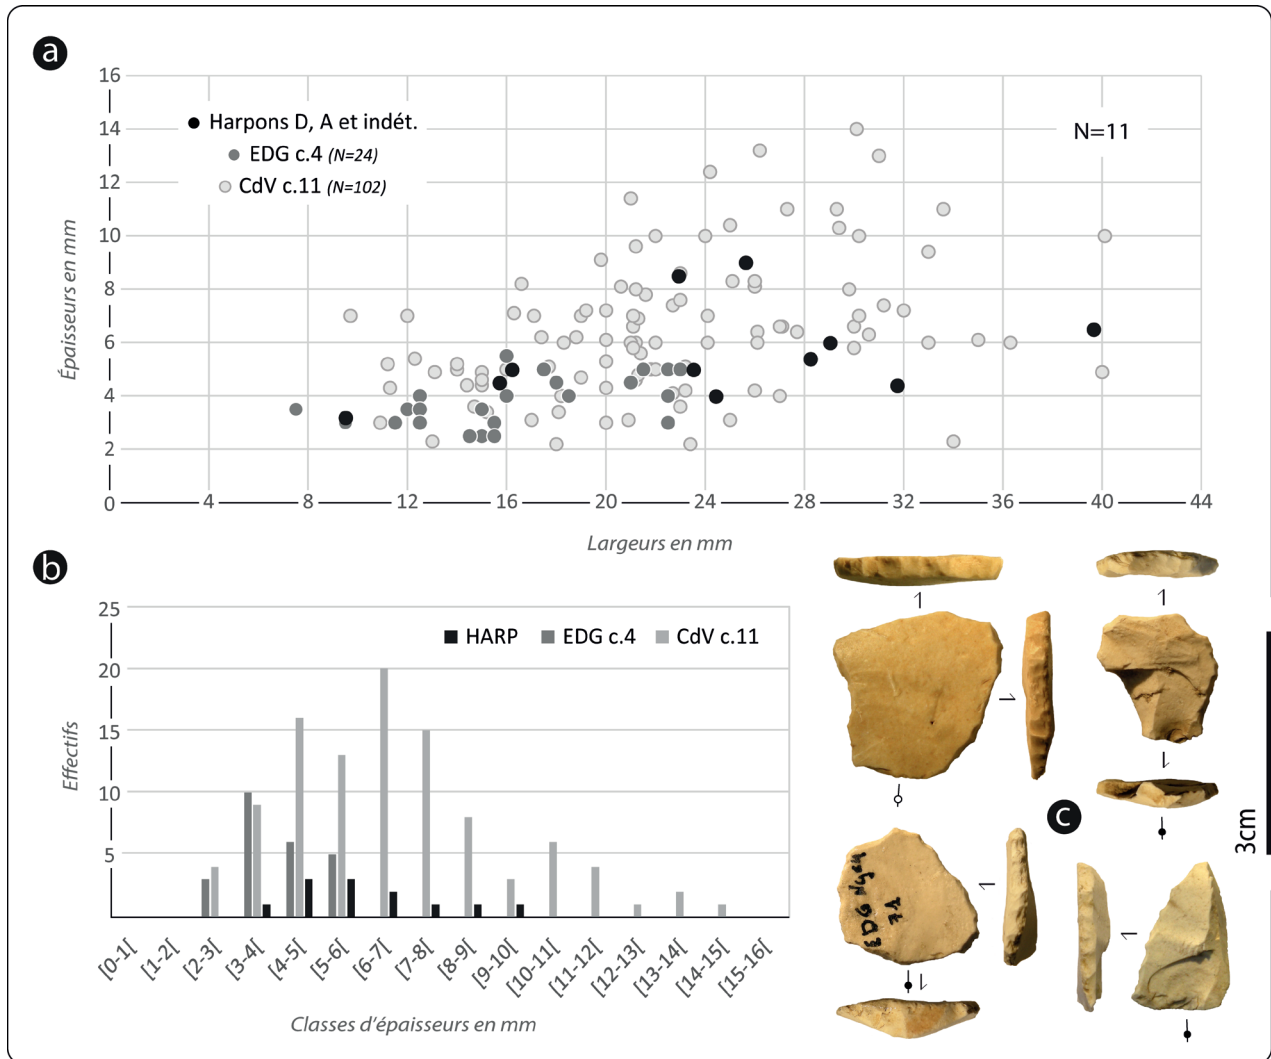 a
16
14
12
10
8
6
4
2
0
Épaisseurs en mm
Harpons D, A et indét.
EDG c.4 (N=24)
CdV c.11 (N=102)
N=11
4 8 12 16 20 24 28 32 36 40 44
Largeurs en mm
b
25
20
15
10
5
Effectifs
HARP EDG c.4 CdV c.11
[0-1[ [1-2[ [2-3[ [3-4[ [4-5[ [5-6[ [6-7[ [7-8[ [8-9[ [9-10[ [10-11[ [11-12[ [12-13[ [13-14[ [14-15[ [15-16[
Classes d'épaisseurs en mm
c
3cm
EDG